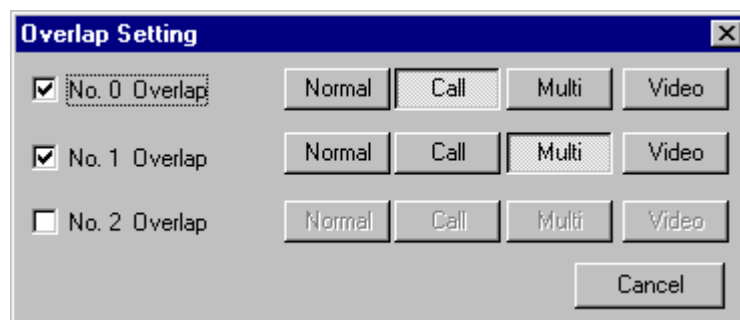 Overlap Setting
No. 0 Overlap Normal Call Multi Video
No. 1 Overlap Normal Call Multi Video
No. 2 Overlap Normal Call Multi Video
Cancel